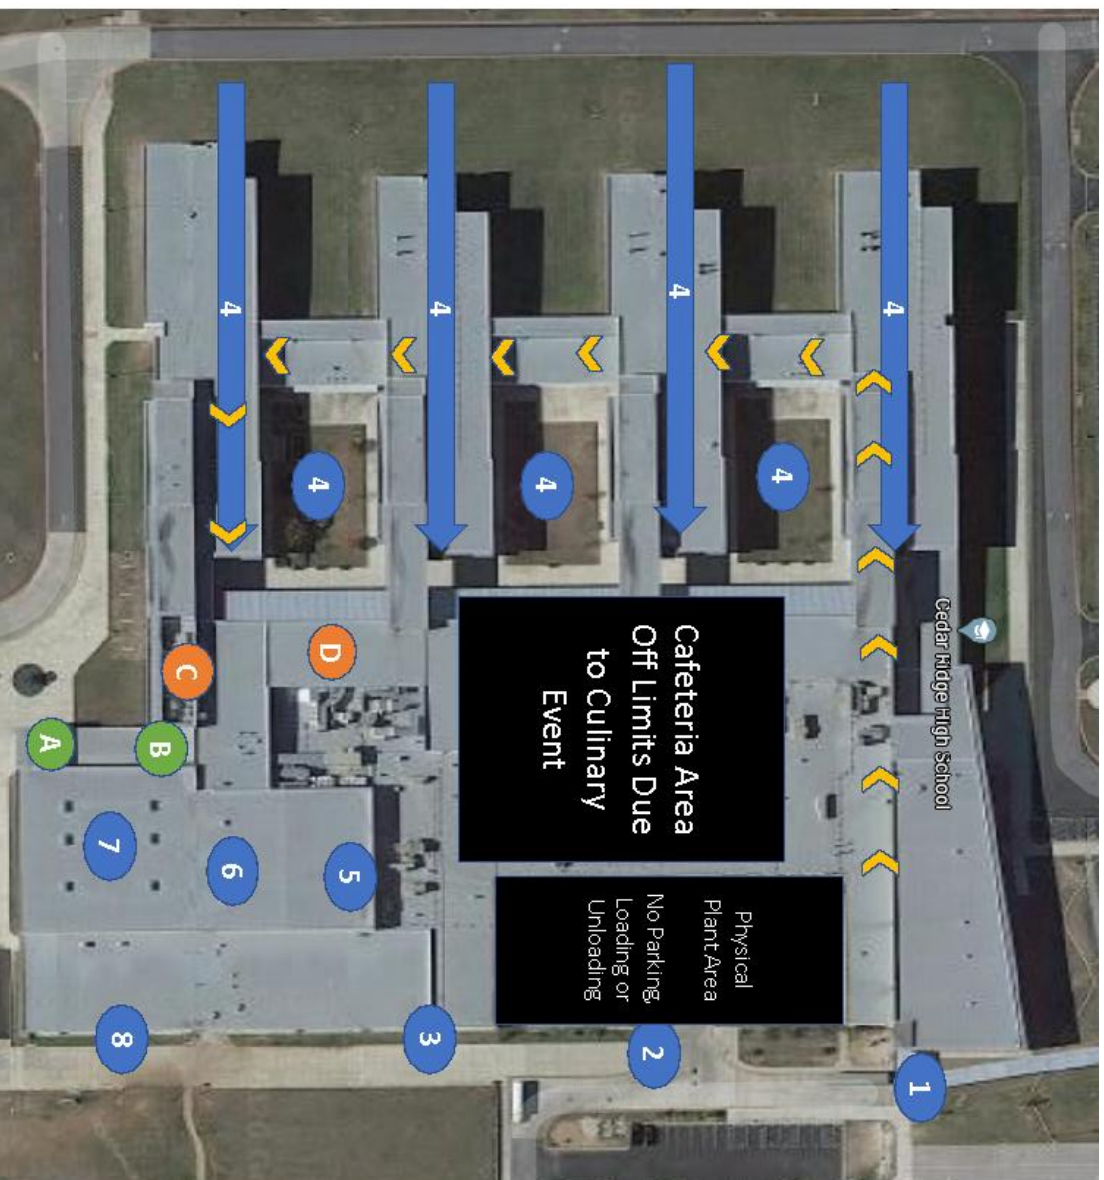 Cedar Ridge High School
1
4
4
4
Cafeteria Area
Off Limits Due
to Culinary
Event
Physical
Plant Area
No Parking,
Loading or
Unloading
2
4
4
3
4
D
5
4
6
C
B
7
8
A